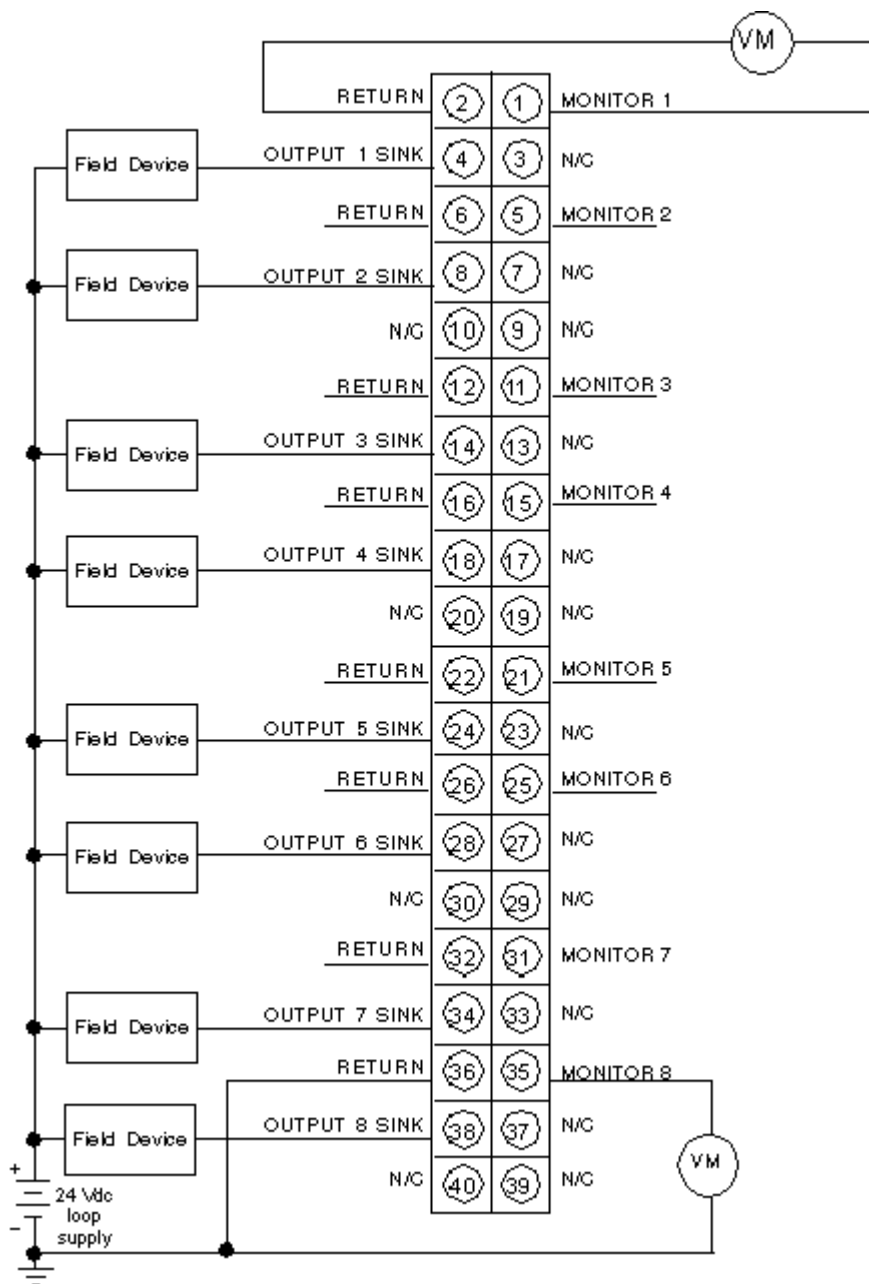 VM
RETURN 2 1 MONITOR 1
Field Device OUTPUT 1 SINK 4 3 N/C
RETURN 6 5 MONITOR 2
Field Device OUTPUT 2 SINK 8 7 N/C
N/C 10 9 N/C
RETURN 12 11 MONITOR 3
Field Device OUTPUT 3 SINK 14 13 N/C
RETURN 16 15 MONITOR 4
Field Device OUTPUT 4 SINK 18 17 N/C
N/C 20 19 N/C
RETURN 22 21 MONITOR 5
Field Device OUTPUT 5 SINK 24 23 N/C
RETURN 26 25 MONITOR 6
Field Device OUTPUT 6 SINK 28 27 N/C
N/C 30 29 N/C
RETURN 32 31 MONITOR 7
Field Device OUTPUT 7 SINK 34 33 N/C
RETURN 36 35 MONITOR 8
Field Device OUTPUT 8 SINK 38 37 N/C
VM
N/C 40 39 N/C
+
24 Vdc
loop
supply
−